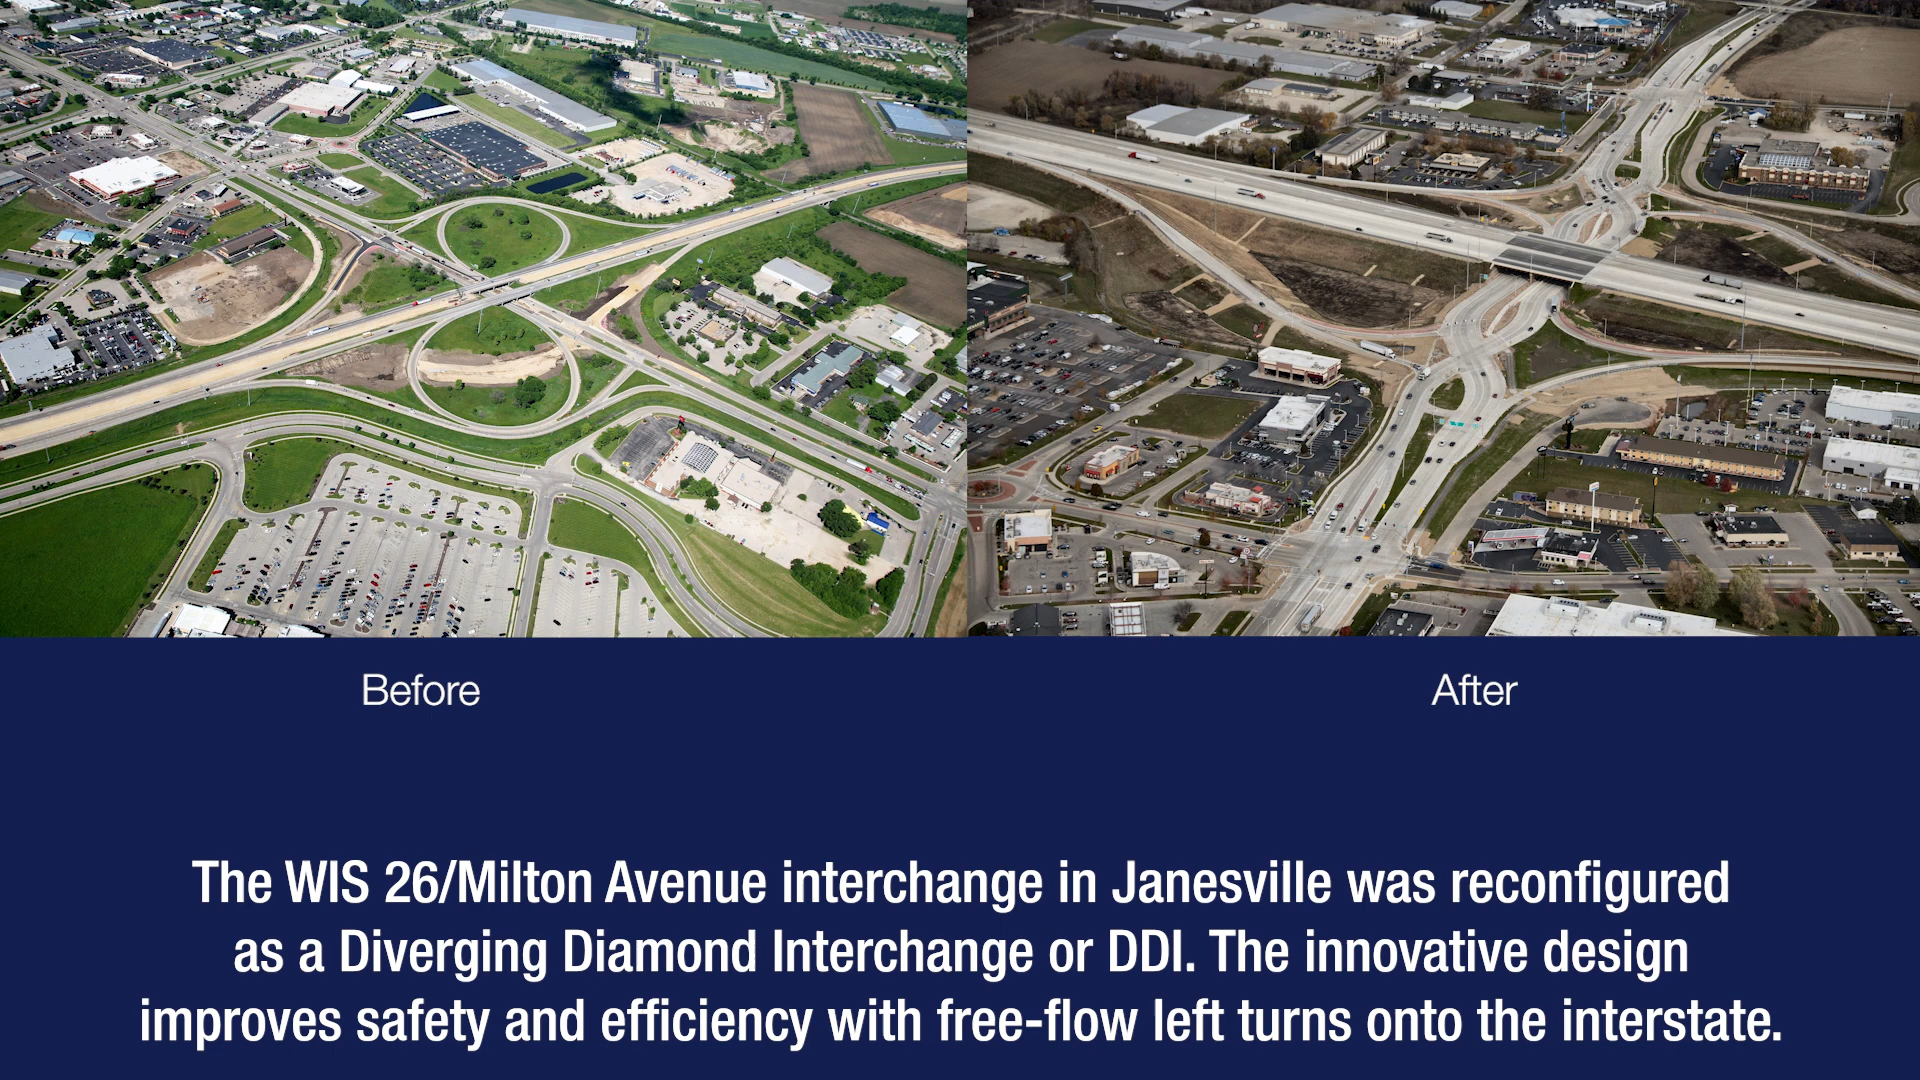 Before
After
The WIS 26/Milton Avenue interchange in Janesville was reconfigured
as a Diverging Diamond Interchange or DDI. The innovative design
improves safety and efficiency with free-flow left turns onto the interstate.